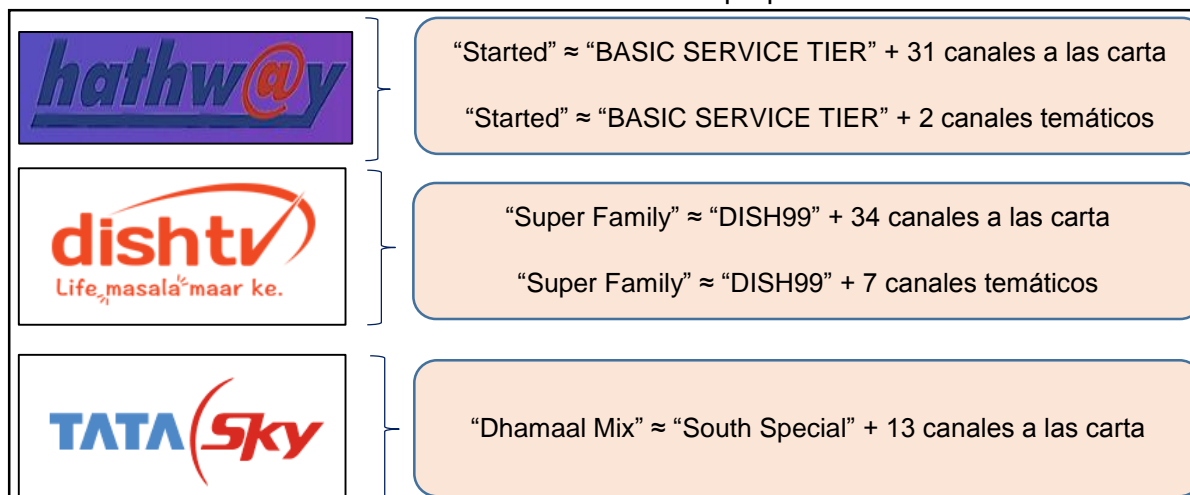 hathw@y
“Started” ≈ “BASIC SERVICE TIER” + 31 canales a las carta
“Started” ≈ “BASIC SERVICE TIER” + 2 canales temáticos
dishtv
Life masala maar ke.
“Super Family” ≈ “DISH99” + 34 canales a las carta
“Super Family” ≈ “DISH99” + 7 canales temáticos
TATA Sky
“Dhamaal Mix” ≈ “South Special” + 13 canales a las carta